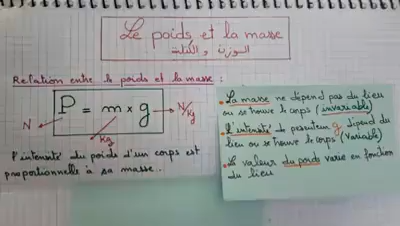 Le poids et la masse
الوزن و الكتلة
Relation entre le poids et la masse :
P = m × g
N
Kg
N/Kg
l'intensité du poids d'un corps est
proportionnelle à sa masse..
La masse ne dépend pas du lieu
ou se trouve le corps (invariable)
l'intensité de pesanteur g dépend du
lieu ou se trouve le corps (variable)
La valeur du poids varie en fonction
du lieu